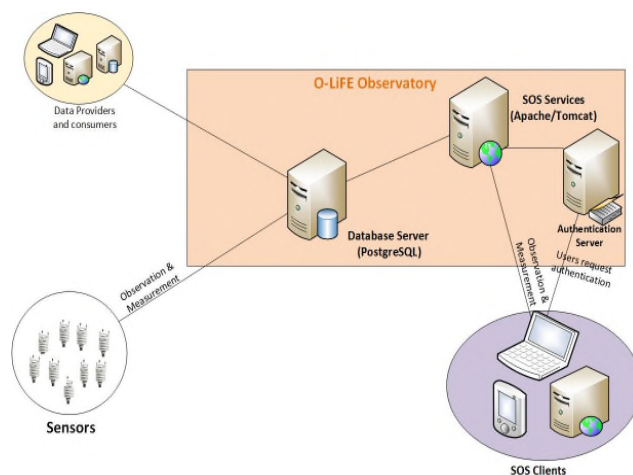 O-LiFE Observatory
Data Providers
and consumers
SOS Services
(Apache/Tomcat)
Database Server
(PostgreSQL)
Authentication
Server
Observation &
Measurement
Observation &
Measurement
Users request
authentication
Sensors
SOS Clients